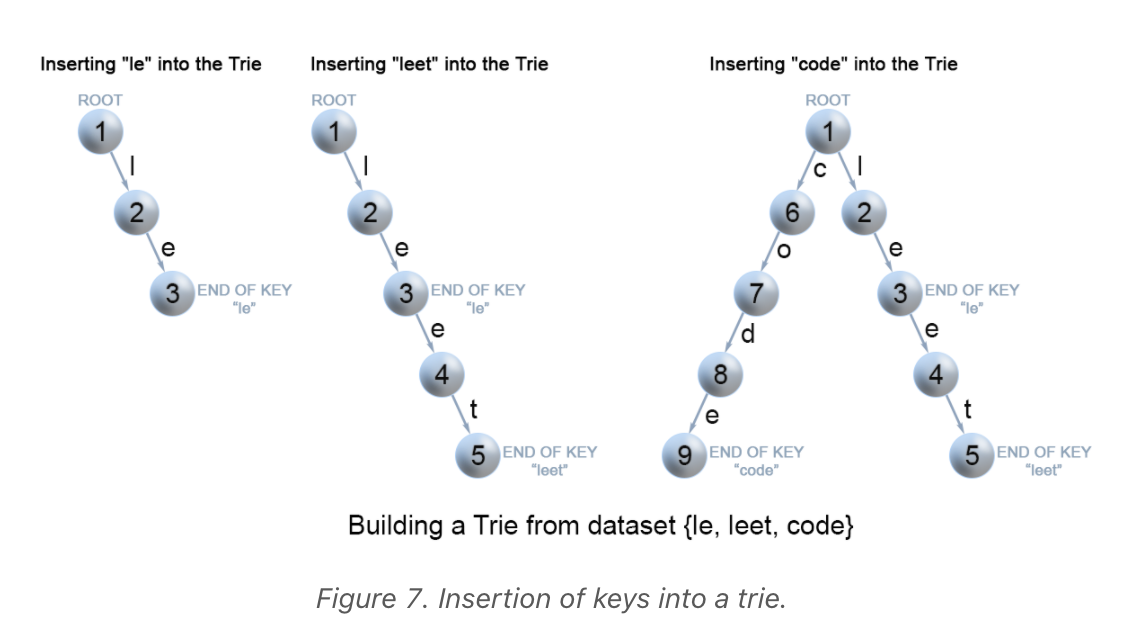 Inserting "le" into the Trie
ROOT
1
l
2
e
3
END OF KEY
“le”
Inserting "leet" into the Trie
ROOT
1
l
2
e
3
END OF KEY
“le”
e
4
t
5
END OF KEY
“leet”
Inserting "code" into the Trie
ROOT
1
c
l
6
2
o
e
7
3
END OF KEY
“le”
d
e
8
4
e
t
9
END OF KEY
“code”
5
END OF KEY
“leet”
Building a Trie from dataset {le, leet, code}
Figure 7. Insertion of keys into a trie.